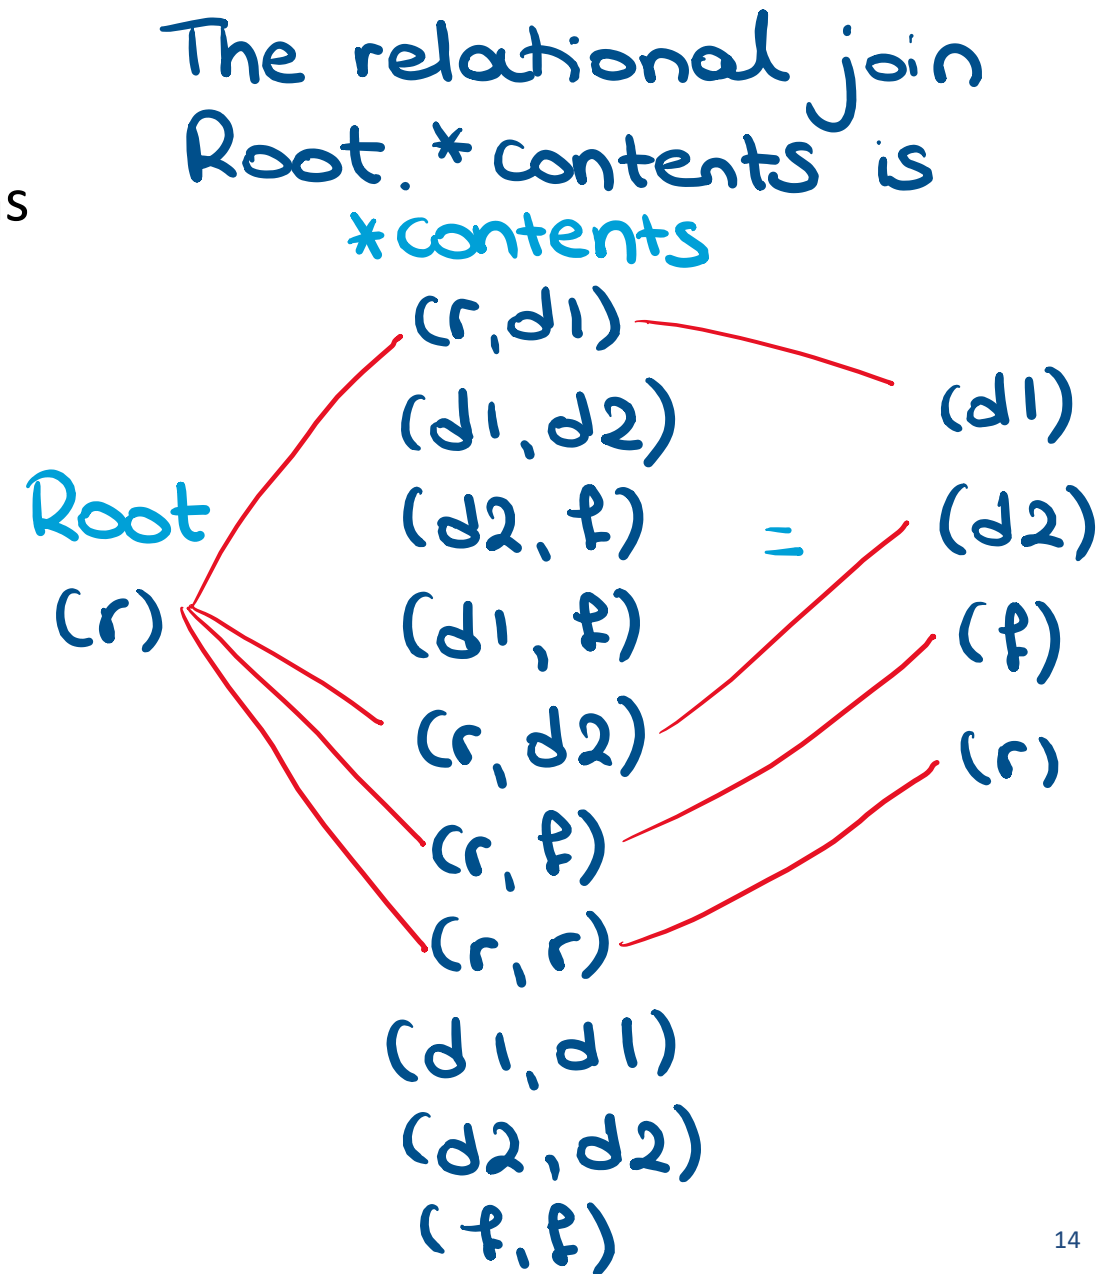 The relational join
Root.*contents is
s
*contents
(r,d1)
(d1)
(d1,d2)
Root
(d2,f)
=
(d2)
(r)
(d1,f)
(f)
(r,d2)
(r)
(r,f)
(r,r)
(d1,d1)
(d2,d2)
(f,f)
14